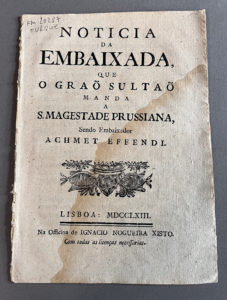 NOTICIA
DA
EMBAIXADA,
QUE
O GRAÕ SULTAÕ
MANDA
A
S. MAGESTADE PRUSSIANA,
Sendo Embaixador
ACHMET EFFENDI.
LISBOA: MDCCLXIII.
Na Officina de IGNACIO NOGUEIRA XISTO.
Com todas as licenças necessarias.